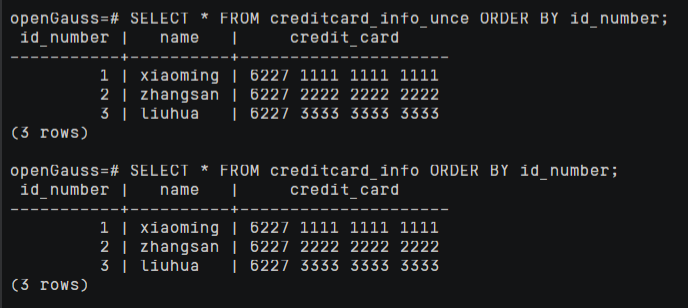 openGauss=# SELECT * FROM creditcard_info_unce ORDER BY id_number;
 id_number |   name   |     credit_card
-----------+----------+---------------------
         1 | xiaoming | 6227 1111 1111 1111
         2 | zhangsan | 6227 2222 2222 2222
         3 | liuhua   | 6227 3333 3333 3333
(3 rows)
openGauss=# SELECT * FROM creditcard_info ORDER BY id_number;
 id_number |   name   |     credit_card
-----------+----------+---------------------
         1 | xiaoming | 6227 1111 1111 1111
         2 | zhangsan | 6227 2222 2222 2222
         3 | liuhua   | 6227 3333 3333 3333
(3 rows)